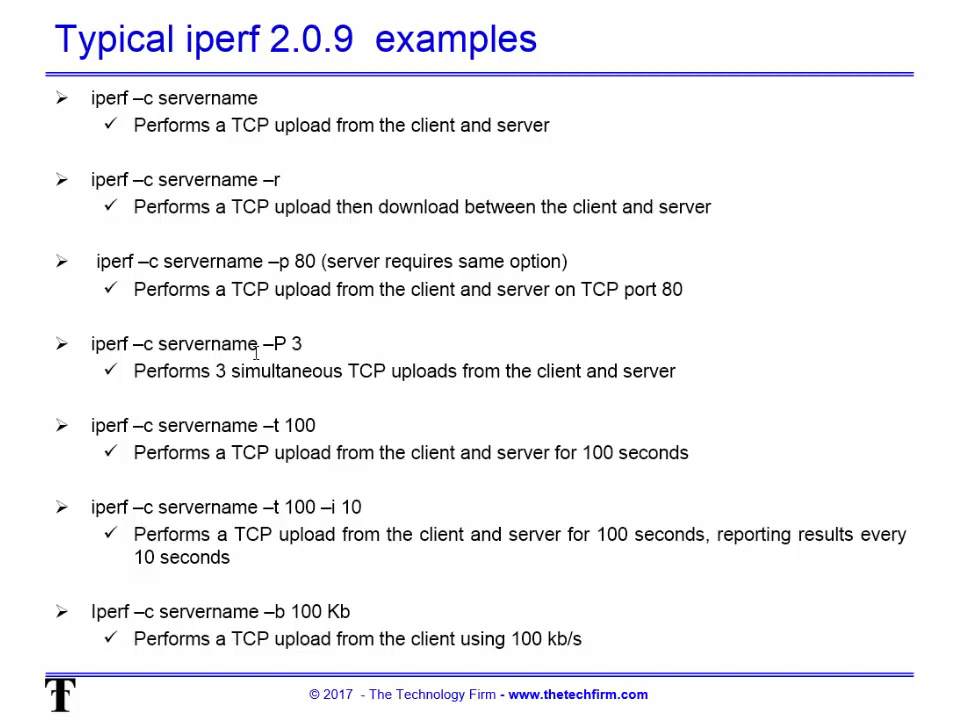 Typical iperf 2.0.9 examples
iperf –c servername
Performs a TCP upload from the client and server
iperf –c servername –r
Performs a TCP upload then download between the client and server
iperf –c servername –p 80 (server requires same option)
Performs a TCP upload from the client and server on TCP port 80
iperf –c servername –P 3
Performs 3 simultaneous TCP uploads from the client and server
iperf –c servername –t 100
Performs a TCP upload from the client and server for 100 seconds
iperf –c servername –t 100 –i 10
Performs a TCP upload from the client and server for 100 seconds, reporting results every
10 seconds
Iperf –c servername –b 100 Kb
Performs a TCP upload from the client using 100 kb/s
T
© 2017 - The Technology Firm - www.thetechfirm.com